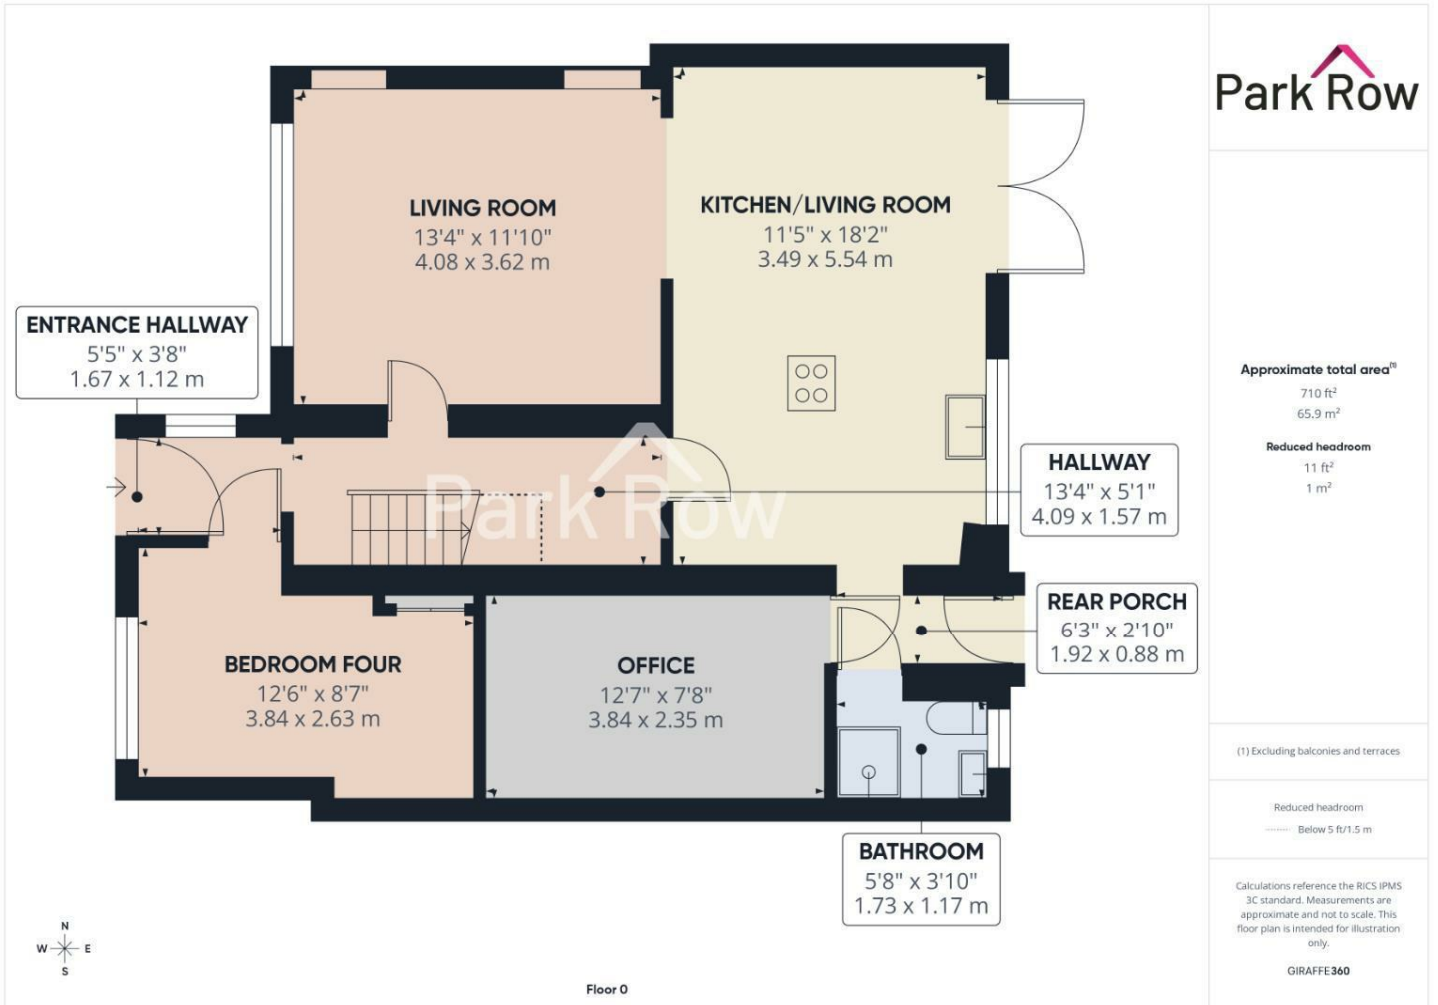 LIVING ROOM
13'4" x 11'10"
4.08 x 3.62 m
KITCHEN/LIVING ROOM
11'5" x 18'2"
3.49 x 5.54 m
ENTRANCE HALLWAY
5'5" x 3'8"
1.67 x 1.12 m
HALLWAY
13'4" x 5'1"
4.09 x 1.57 m
Park Row
REAR PORCH
6'3" x 2'10"
1.92 x 0.88 m
BEDROOM FOUR
12'6" x 8'7"
3.84 x 2.63 m
OFFICE
12'7" x 7'8"
3.84 x 2.35 m
BATHROOM
5'8" x 3'10"
1.73 x 1.17 m
N
W E
S
Floor 0
Park Row
Approximate total area(1)
710 ft²
65.9 m²
Reduced headroom
11 ft²
1 m²
(1) Excluding balconies and terraces
Reduced headroom
Below 5 ft/1.5 m
Calculations reference the RICS IPMS
3C standard. Measurements are
approximate and not to scale. This
floor plan is intended for illustration
only.
GIRAFFE360